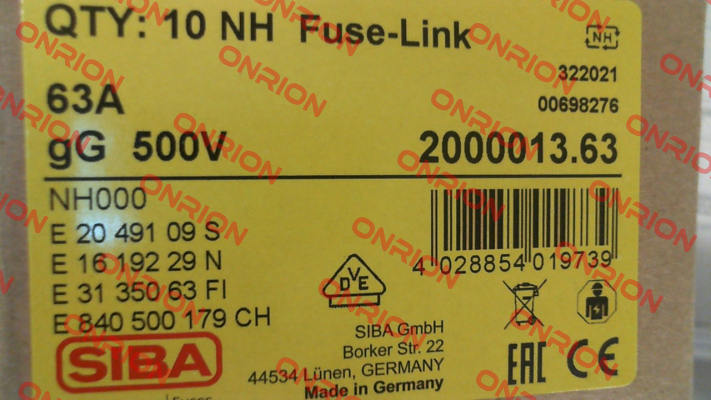 QTY: 10 NH Fuse-Link
NH
322021
63A
00698276
gG 500V
2000013.63
NH000
E 20 491 09 S
E 16 192 29 N
E 31 350 63 FI
E 840 500 179 CH
4 028854 019739
DVE
SIBA GmbH
Borker Str. 22
44534 Lünen, GERMANY
Made in Germany
EAC CE
SIBA
ONRION